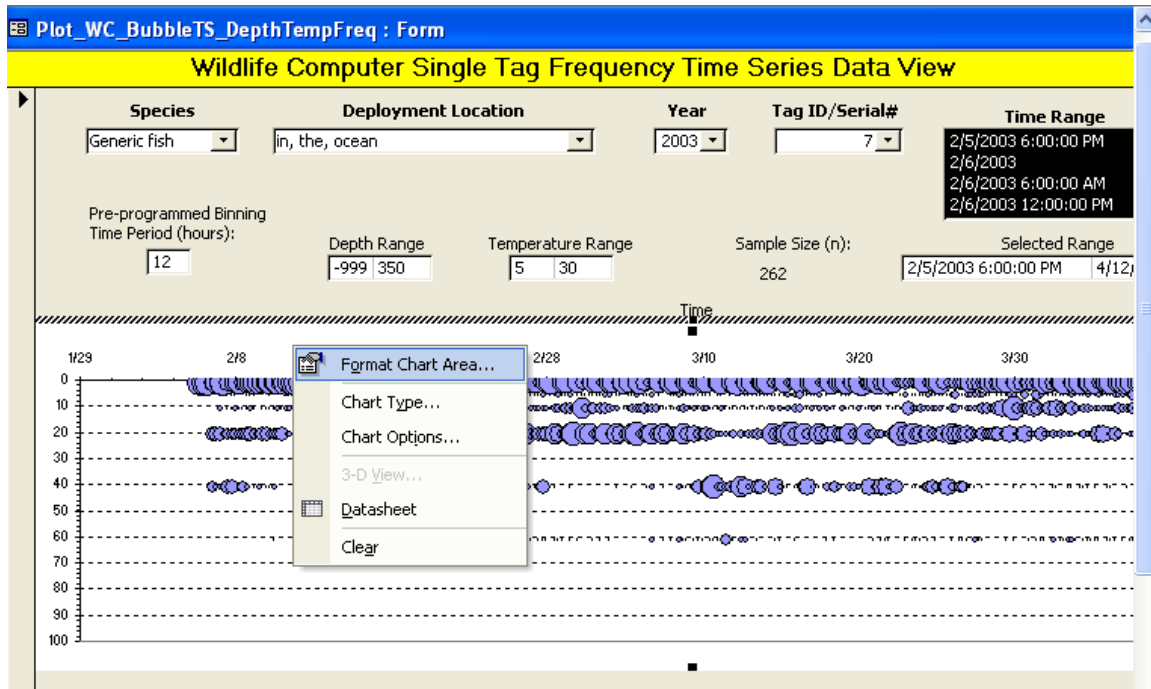 Plot_WC_BubbleTS_DepthTempFreq : Form
Wildlife Computer Single Tag Frequency Time Series Data View
Species Deployment Location Year Tag ID/Serial# Time Range
Generic fish in, the, ocean 2003 7
2/5/2003 6:00:00 PM
2/6/2003
2/6/2003 6:00:00 AM
2/6/2003 12:00:00 PM
Pre-programmed Binning
Time Period (hours):
12
Depth Range Temperature Range Sample Size (n): Selected Range
-999 350 5 30 262 2/5/2003 6:00:00 PM 4/12/
Time
1/29 2/8 2/28 3/10 3/20 3/30
0
10
20
30
40
50
60
70
80
90
100
Format Chart Area...
Chart Type...
Chart Options...
3-D View...
Datasheet
Clear